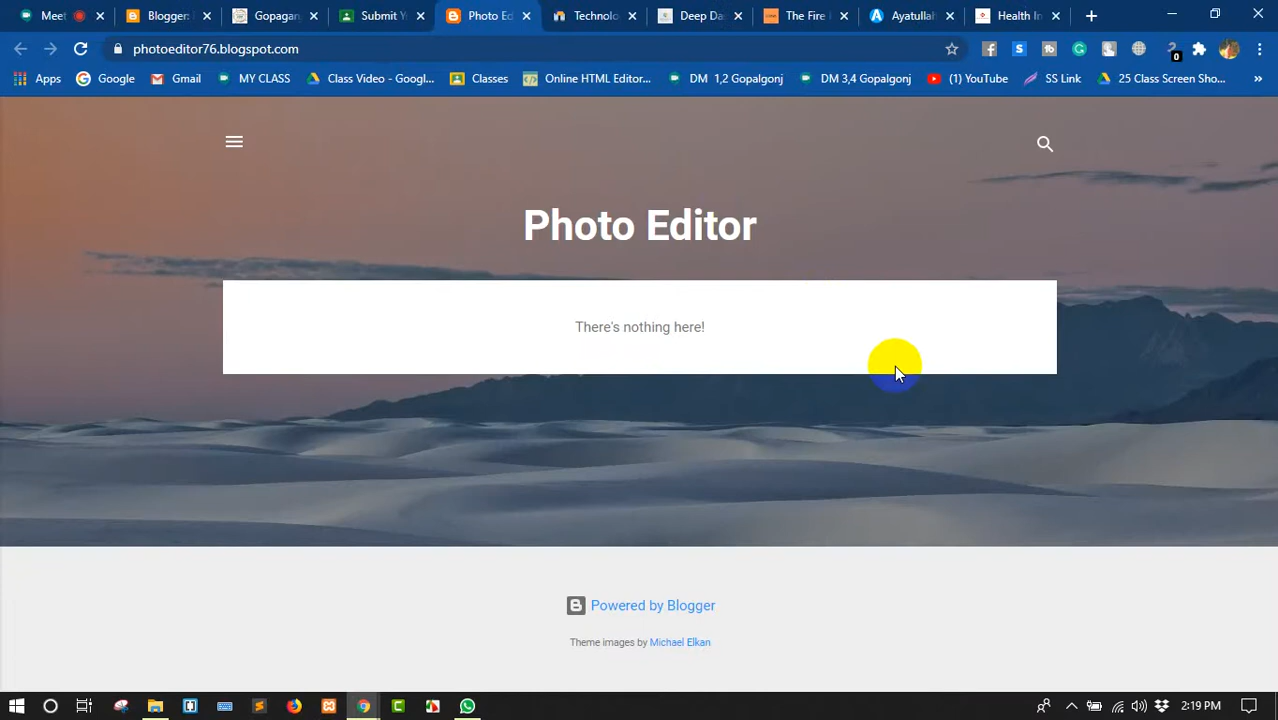 Meet
Blogger:
Gopagan
Submit Y
Photo Ed
Technolo
Deep Da
The Fire
Ayatullah
Health In
photoeditor76.blogspot.com
0
Apps
Google
Gmail
MY CLASS
Class Video - Googl...
Classes
Online HTML Editor...
DM 1,2 Gopalgonj
DM 3,4 Gopalgonj
(1) YouTube
SS Link
25 Class Screen Sho...
Photo Editor
There's nothing here!
Powered by Blogger
Theme images by Michael Elkan
2:19 PM